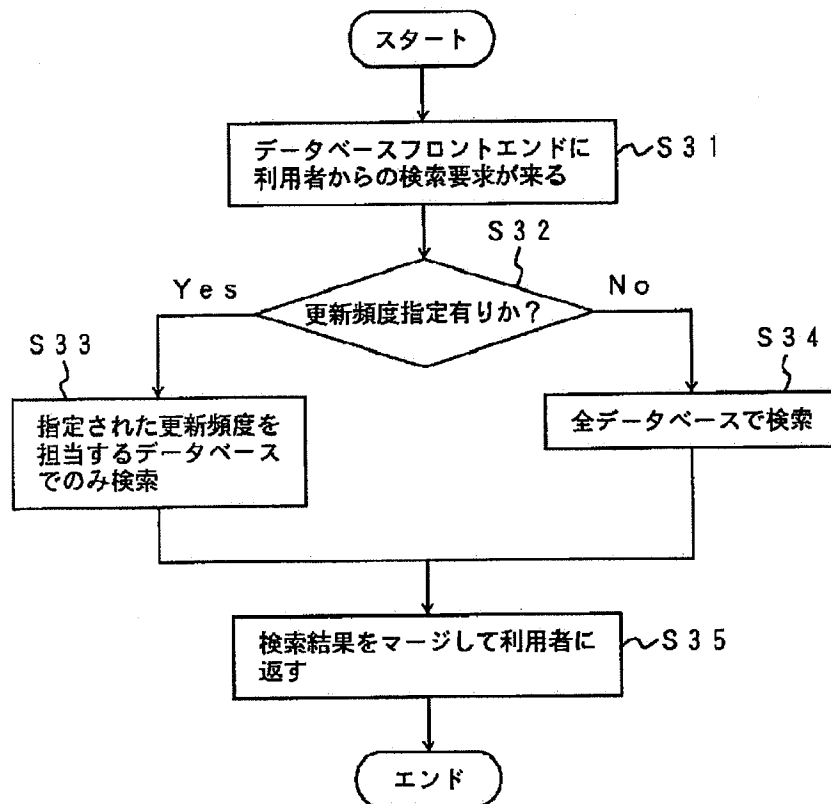 スタート
データベースフロントエンドに
利用者からの検索要求が来る
S31
S32
更新頻度指定有りか？
Yes
No
S33
指定された更新頻度を
担当するデータベース
でのみ検索
S34
全データベースで検索
検索結果をマージして利用者に
返す
S35
エンド